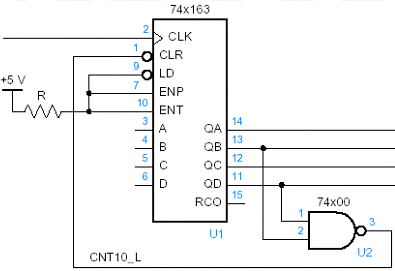 74x163
2 CLK
1 CLR
9 LD
+5 V
7 ENP
R
10 ENT
3 A QA 14
4 B QB 13
5 C QC 12
6 D QD 11
RCO 15
74x00
1
2
3
U1
U2
CNT10_L